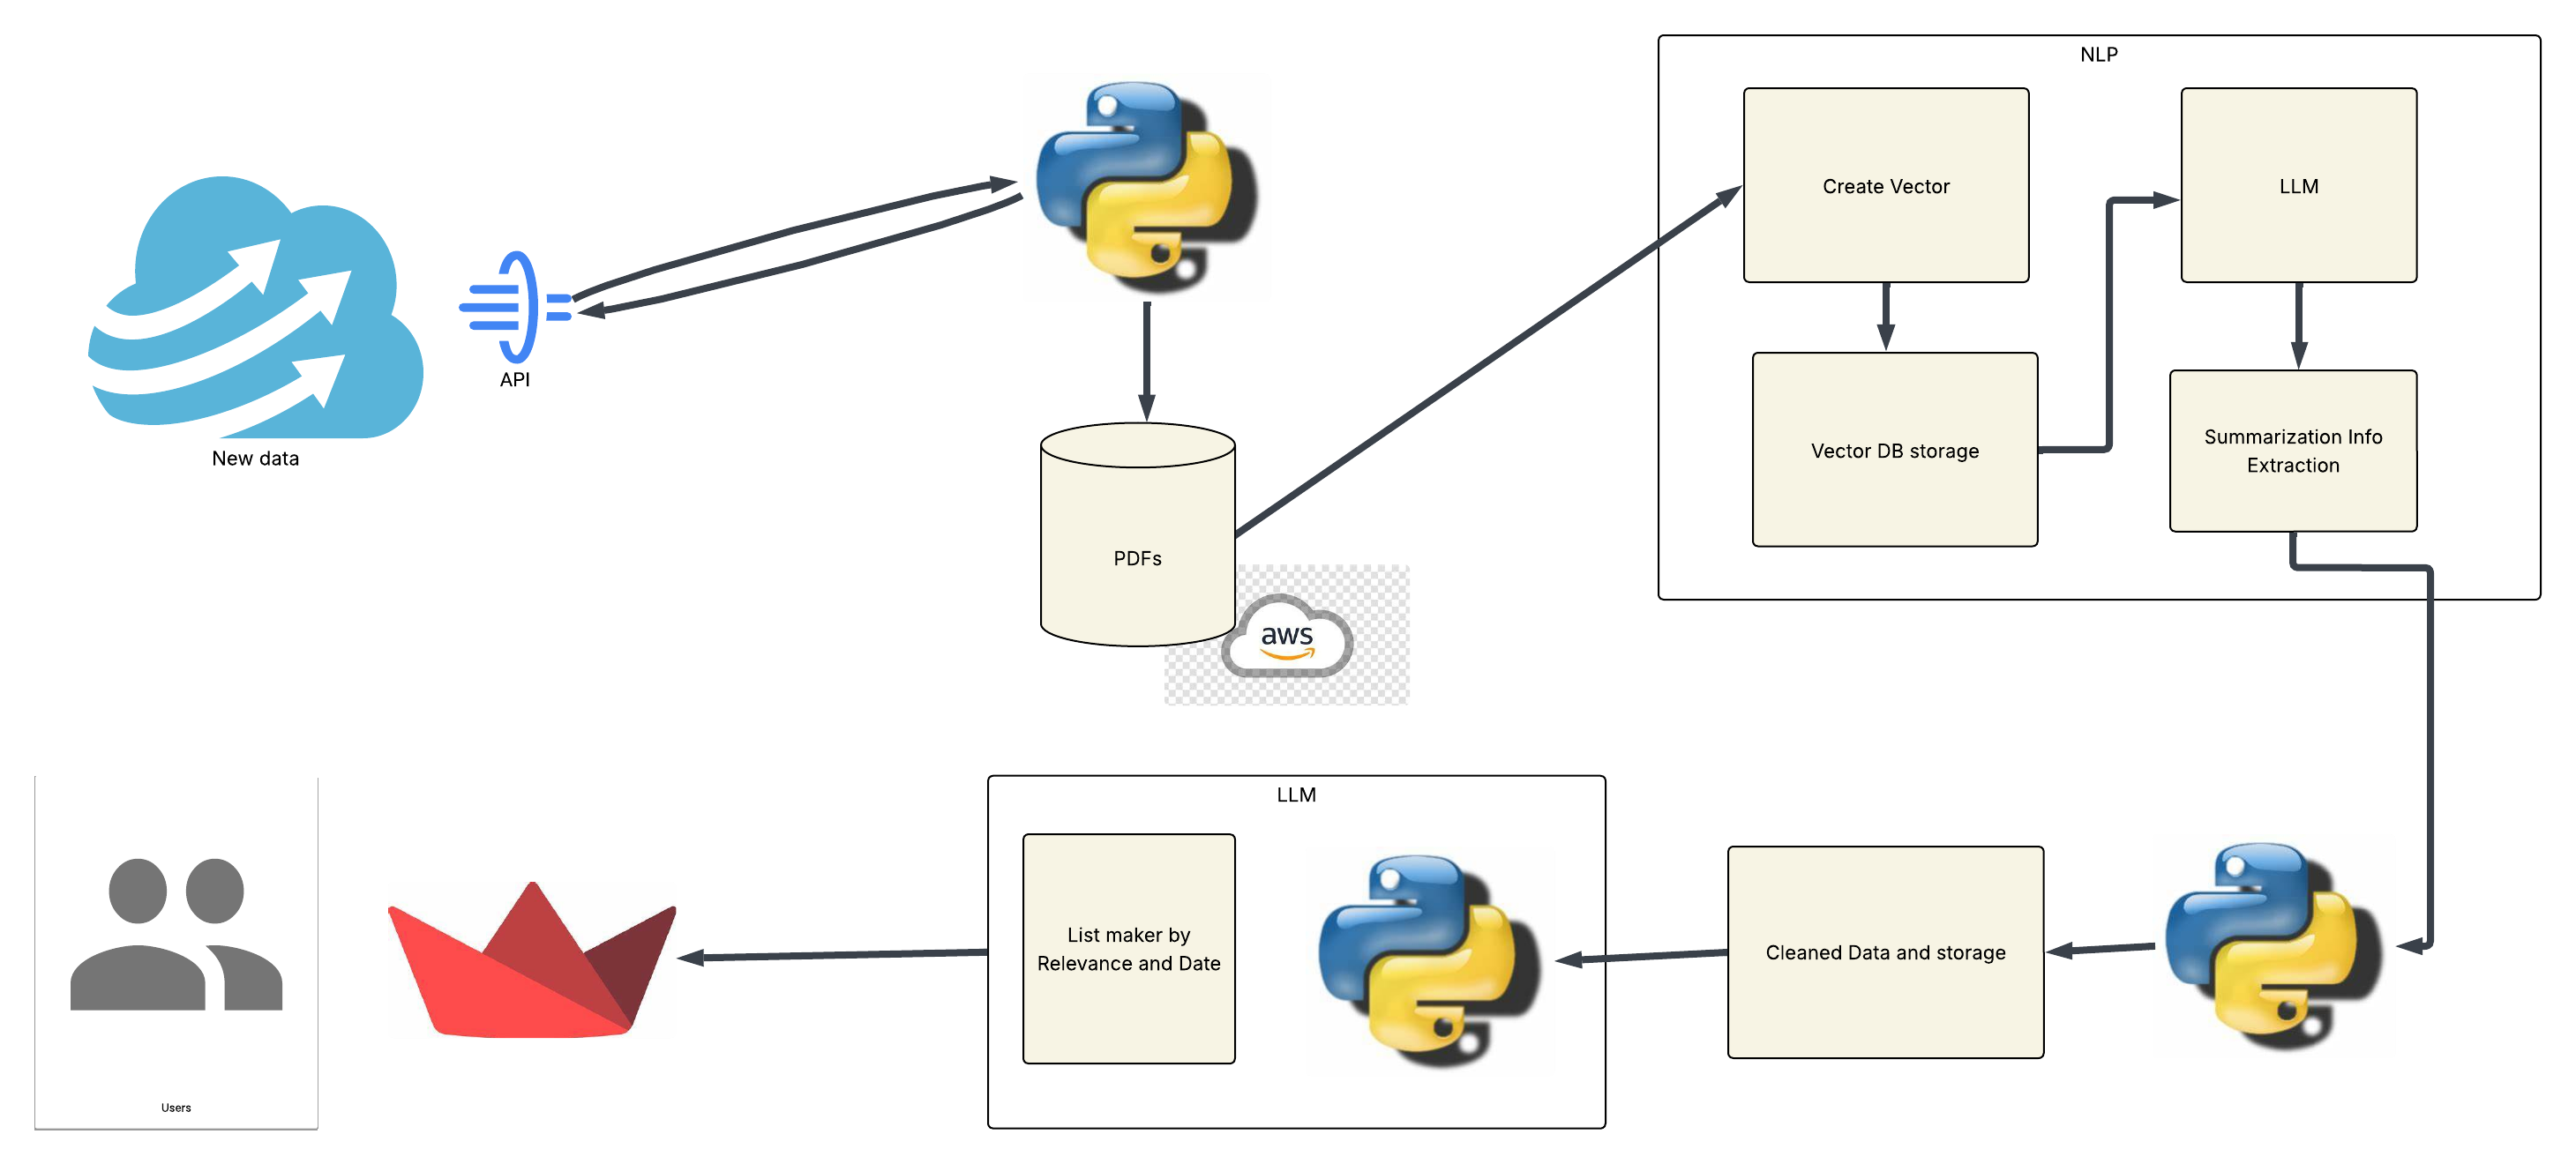 NLP
Create Vector
LLM
API
New data
Vector DB storage
Summarization Info
Extraction
PDFs
aws
LLM
List maker by
Relevance and Date
Cleaned Data and storage
Users